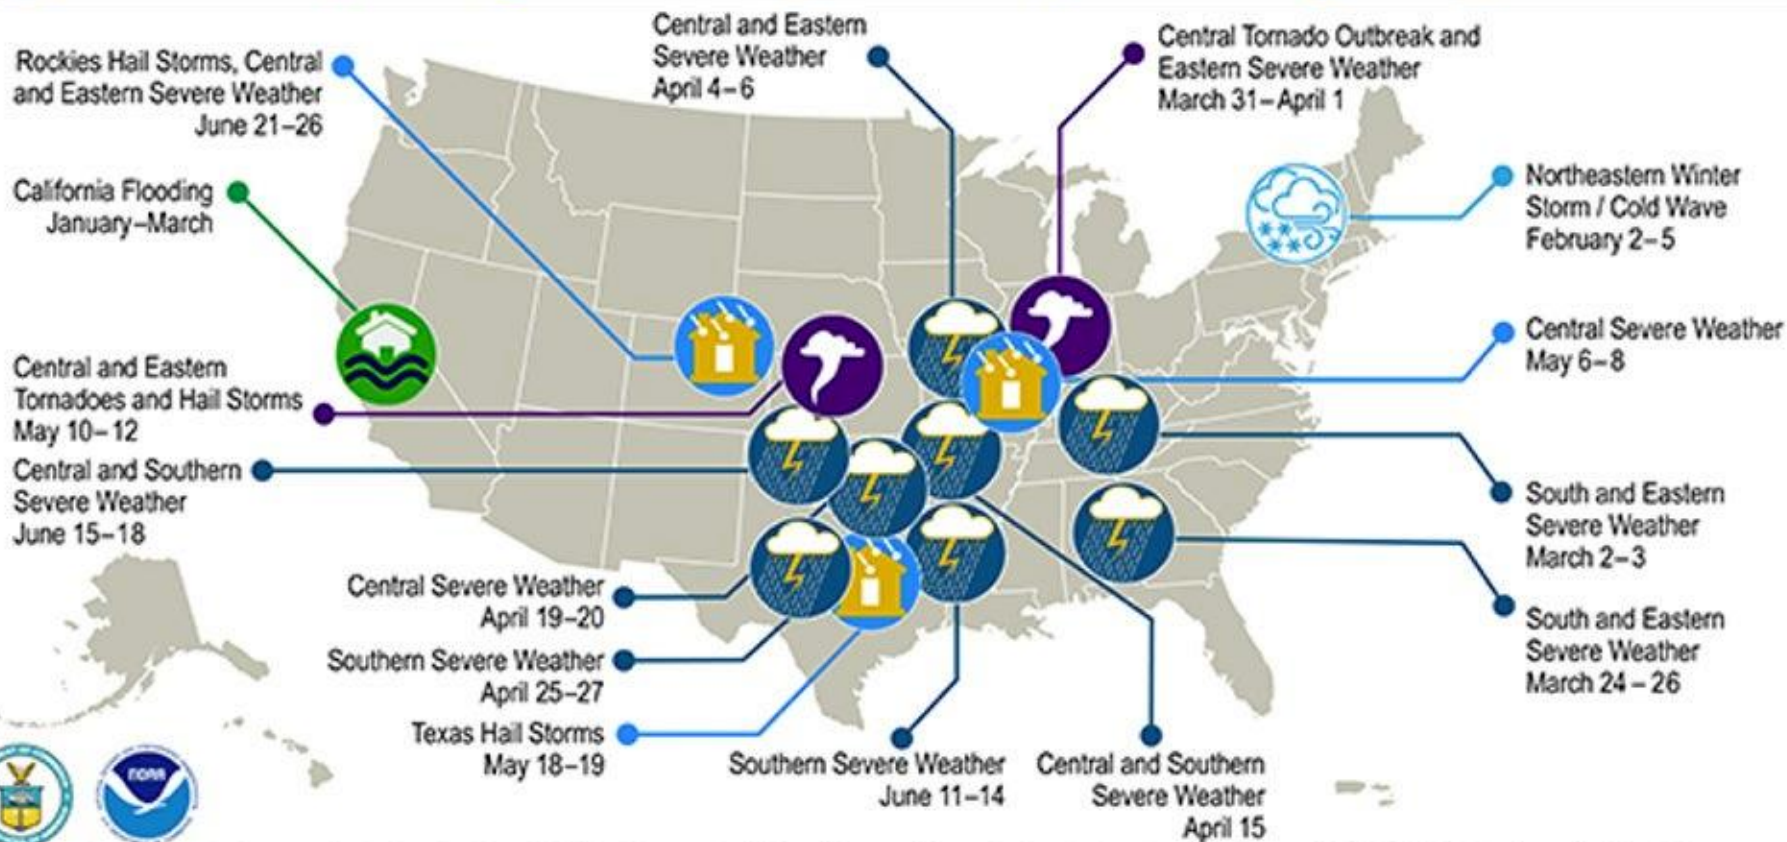 Rockies Hail Storms, Central
and Eastern Severe Weather
June 21–26
Central and Eastern
Severe Weather
April 4–6
Central Tornado Outbreak and
Eastern Severe Weather
March 31–April 1
California Flooding
January–March
Northeastern Winter
Storm / Cold Wave
February 2–5
Central Severe Weather
May 6–8
Central and Eastern
Tornadoes and Hail Storms
May 10–12
Central and Southern
Severe Weather
June 15–18
South and Eastern
Severe Weather
March 2–3
Central Severe Weather
April 19–20
South and Eastern
Severe Weather
March 24–26
Southern Severe Weather
April 25–27
Texas Hail Storms
May 18–19
Southern Severe Weather
June 11–14
Central and Southern
Severe Weather
April 15
NOAA